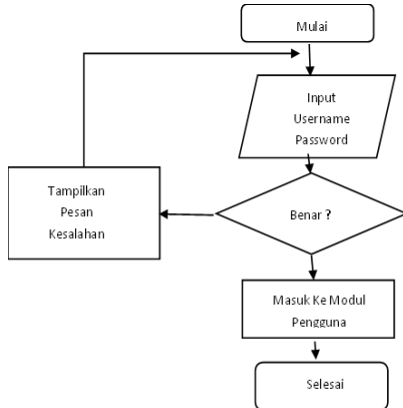 Mulai
Input
Username
Password
Benar ?
Tampilkan
Pesan
Kesalahan
Masuk Ke Modul
Pengguna
Selesai